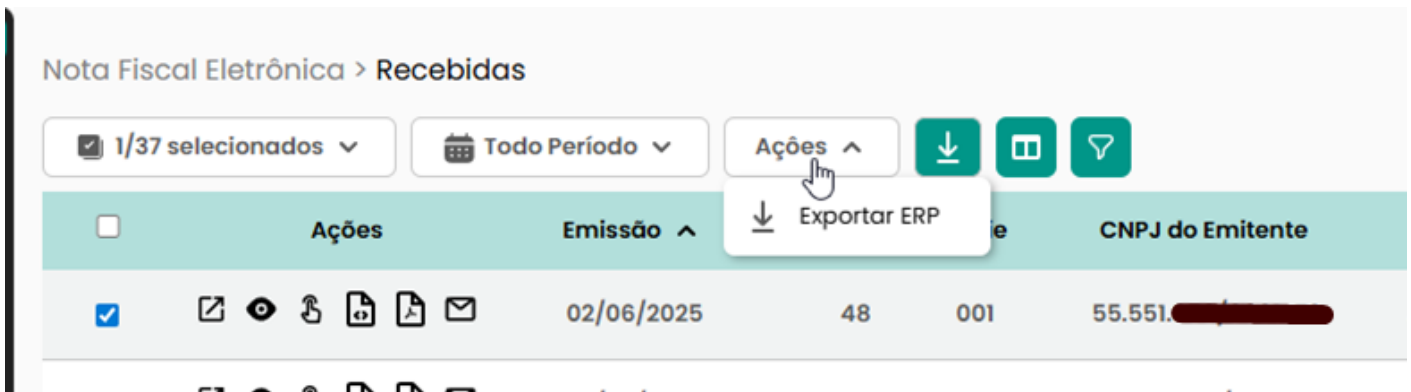 Nota Fiscal Eletrônica > Recebidas
1/37 selecionados Todo Período Ações
Exportar ERP
Ações Emissão ie CNPJ do Emitente
02/06/2025 48 001 55.551.